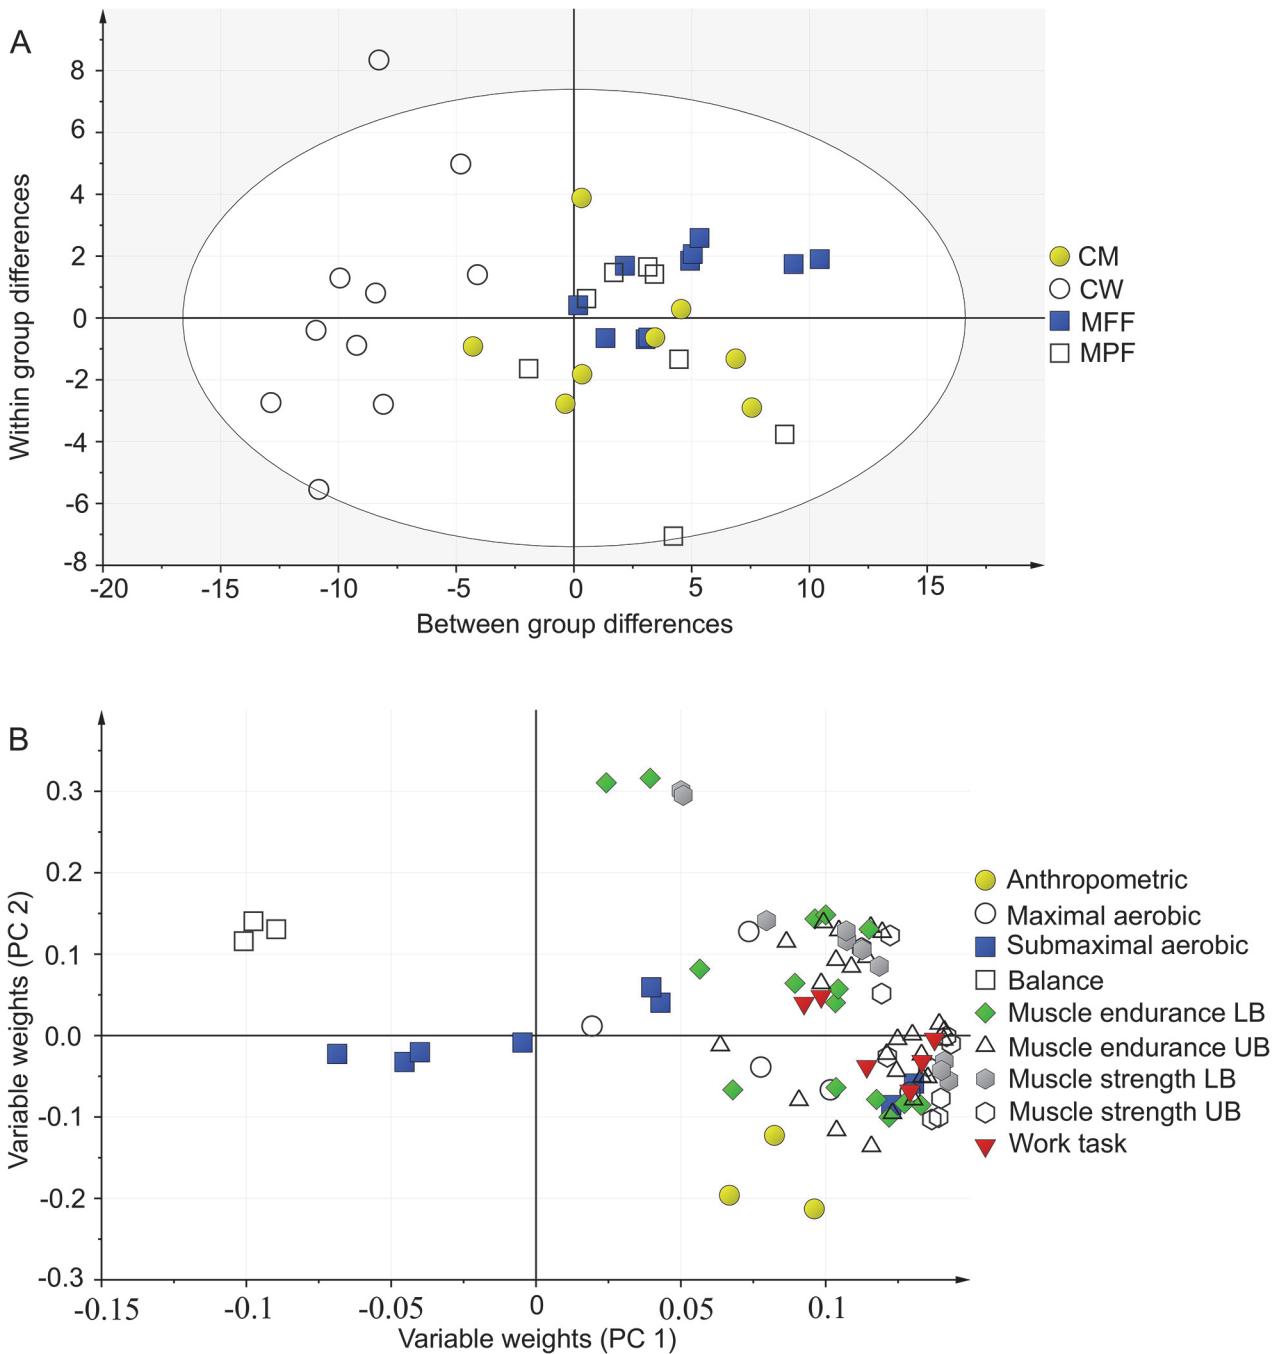 A
8
6
4
2
0
-2
-4
-6
-8
-20
-15
-10
-5
0
5
10
15
Within group differences
Between group differences
CM
CW
MFF
MPF
B
0.3
0.2
0.1
0.0
-0.1
-0.2
-0.3
-0.15
-0.1
-0.05
0
0.05
0.1
Variable weights (PC 2)
Variable weights (PC 1)
Anthropometric
Maximal aerobic
Submaximal aerobic
Balance
Muscle endurance LB
Muscle endurance UB
Muscle strength LB
Muscle strength UB
Work task